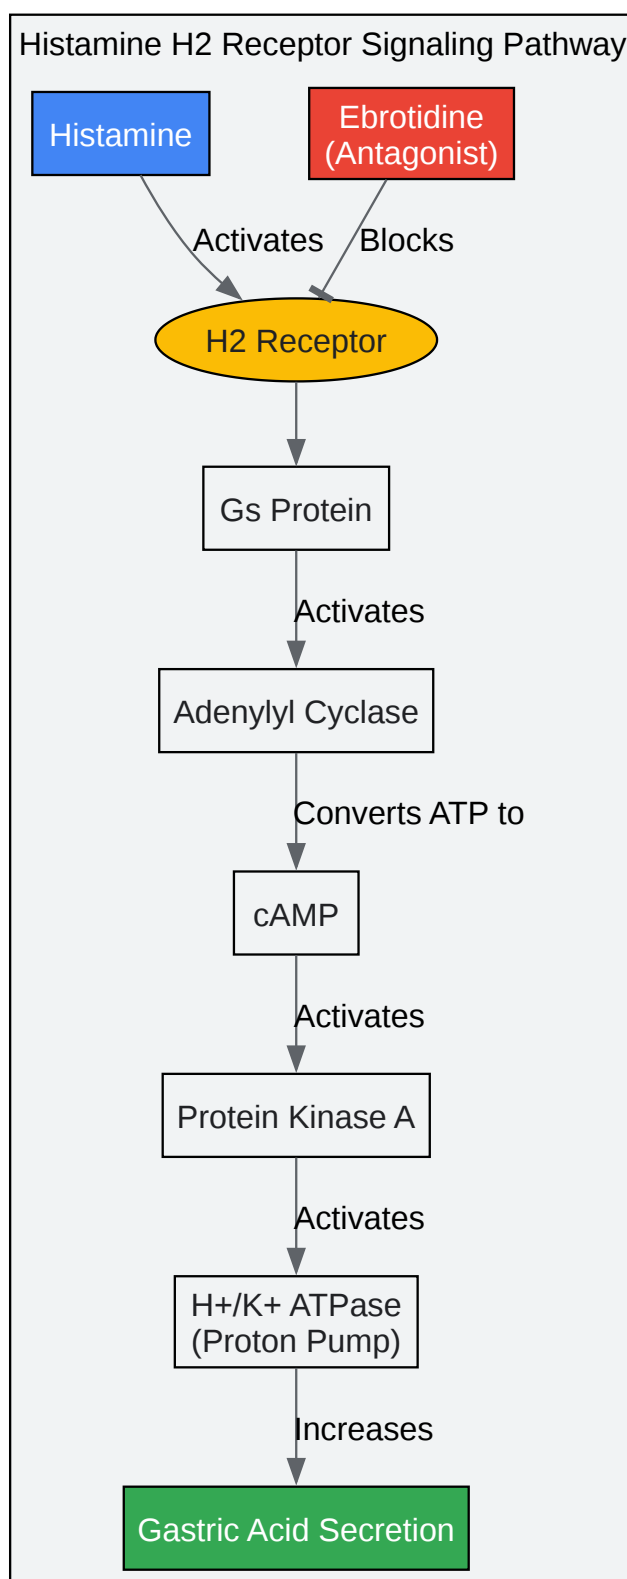 Histamine H2 Receptor Signaling Pathway
Histamine
Ebrotidine
(Antagonist)
Activates
Blocks
H2 Receptor
Gs Protein
Activates
Adenylyl Cyclase
Converts ATP to
cAMP
Activates
Protein Kinase A
Activates
H+/K+ ATPase
(Proton Pump)
Increases
Gastric Acid Secretion